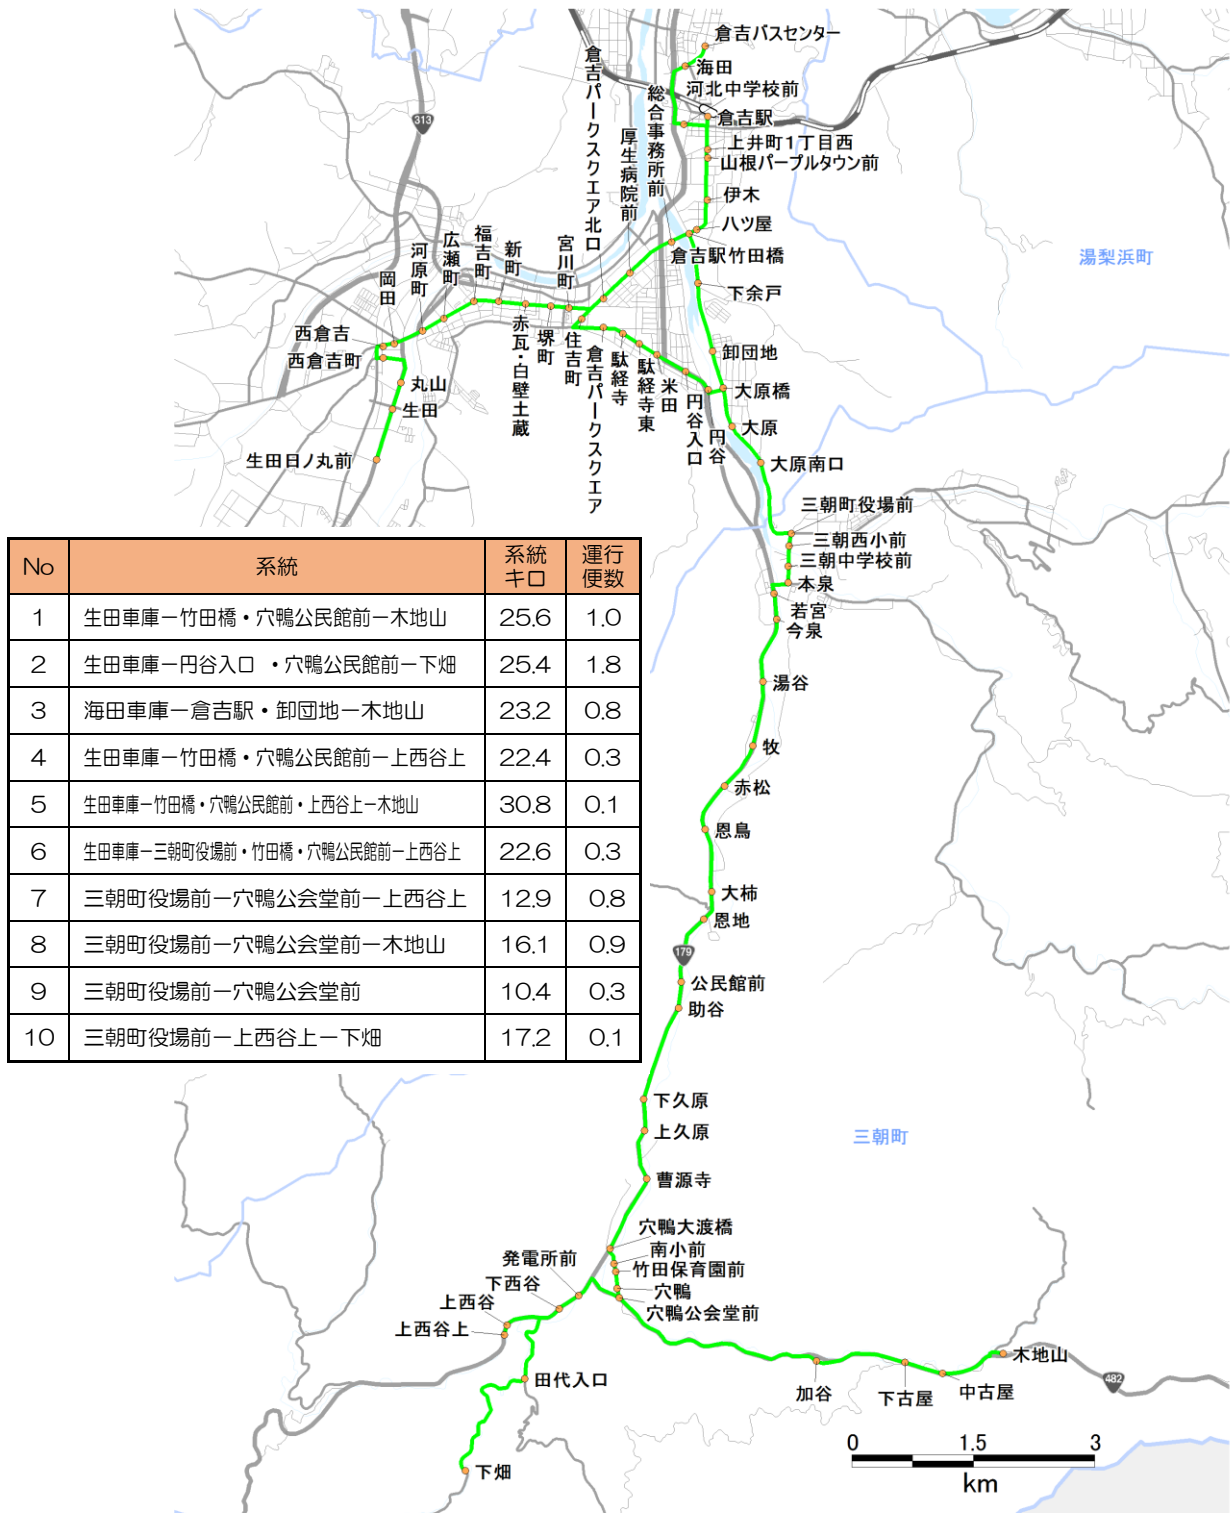 倉吉バスセンター
海田
河北中学校前
倉吉駅
上井町1丁目西
山根パープルタウン前
伊木
八ツ屋
倉吉駅竹田橋
下余戸
卸団地
大原橋
大原
大原南口
三朝町役場前
三朝西小前
三朝中学校前
本泉
若宮
今泉
湯谷
牧
赤松
恩鳥
大柿
恩地
179
公民館前
助谷
下久原
上久原
曹源寺
穴鴨大渡橋
南小前
竹田保育園前
穴鴨
穴鴨公会堂前
発電所前
下西谷
上西谷
上西谷上
田代入口
下畑
加谷
下古屋
中古屋
木地山
482
313
倉吉パークスクエア北口
厚生病院前
総合事務所前
宮川町
新町
福吉町
広瀬町
河原町
岡田
西倉吉
西倉吉町
丸山
生田
生田日ノ丸前
赤瓦・白壁土蔵
堺町
住吉町
倉吉パークスクエア
駄経寺
駄経寺東
米田
円谷入口
円谷
湯梨浜町
三朝町
No 系統 系統キロ 運行便数
1 生田車庫ー竹田橋・穴鴨公民館前ー木地山 25.6 1.0
2 生田車庫ー円谷入口 ・穴鴨公民館前ー下畑 25.4 1.8
3 海田車庫ー倉吉駅・卸団地ー木地山 23.2 0.8
4 生田車庫ー竹田橋・穴鴨公民館前ー上西谷上 22.4 0.3
5 生田車庫ー竹田橋・穴鴨公民館前・上西谷上ー木地山 30.8 0.1
6 生田車庫ー三朝町役場前・竹田橋・穴鴨公民館前ー上西谷上 22.6 0.3
7 三朝町役場前ー穴鴨公会堂前ー上西谷上 12.9 0.8
8 三朝町役場前ー穴鴨公会堂前ー木地山 16.1 0.9
9 三朝町役場前ー穴鴨公会堂前 10.4 0.3
10 三朝町役場前ー上西谷上ー下畑 17.2 0.1
0 1.5 3
km